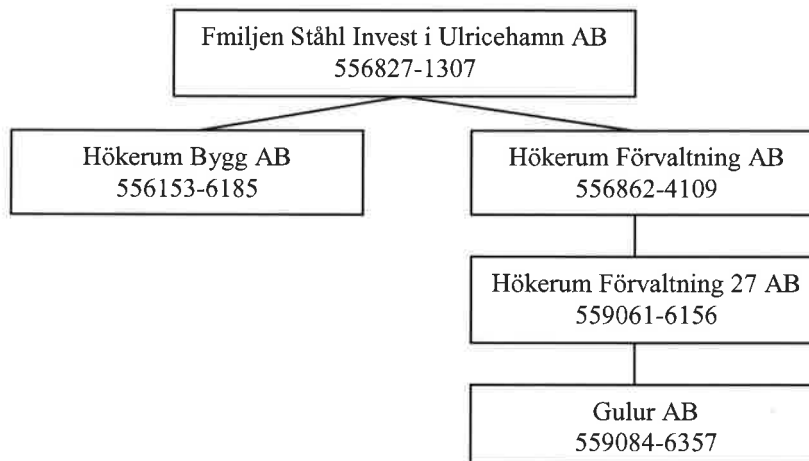 Fmiljen Ståhl Invest i Ulricehamn AB
556827-1307
Hökerum Bygg AB
556153-6185
Hökerum Förvaltning AB
556862-4109
Hökerum Förvaltning 27 AB
559061-6156
Gulur AB
559084-6357